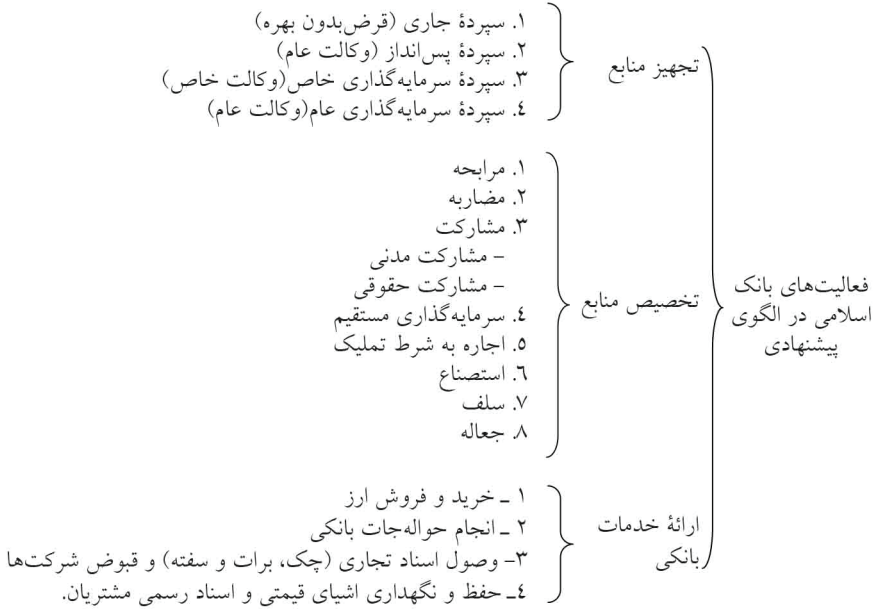 فعالیت‌های بانک
اسلامی در الگوی
پیشنهادی
تجهیز منابع
۱. سپردهٔ جاری (قرض‌بدون بهره)
۲. سپردهٔ پس‌انداز (وکالت عام)
۳. سپردهٔ سرمایه‌گذاری خاص(وکالت خاص)
٤. سپردهٔ سرمایه‌گذاری عام(وکالت عام)
تخصیص منابع
۱. مرابحه
۲. مضاربه
۳. مشارکت
- مشارکت مدنی
- مشارکت حقوقی
٤. سرمایه‌گذاری مستقیم
٥. اجاره به شرط تملیک
٦. استصناع
۷. سلف
۸. جعاله
ارائهٔ خدمات
بانکی
۱ ـ خرید و فروش ارز
۲ ـ انجام حواله‌جات بانکی
۳- وصول اسناد تجاری (چک، برات و سفته) و قبوض شرکت‌ها
٤ـ حفظ و نگهداری اشیای قیمتی و اسناد رسمی مشتریان.